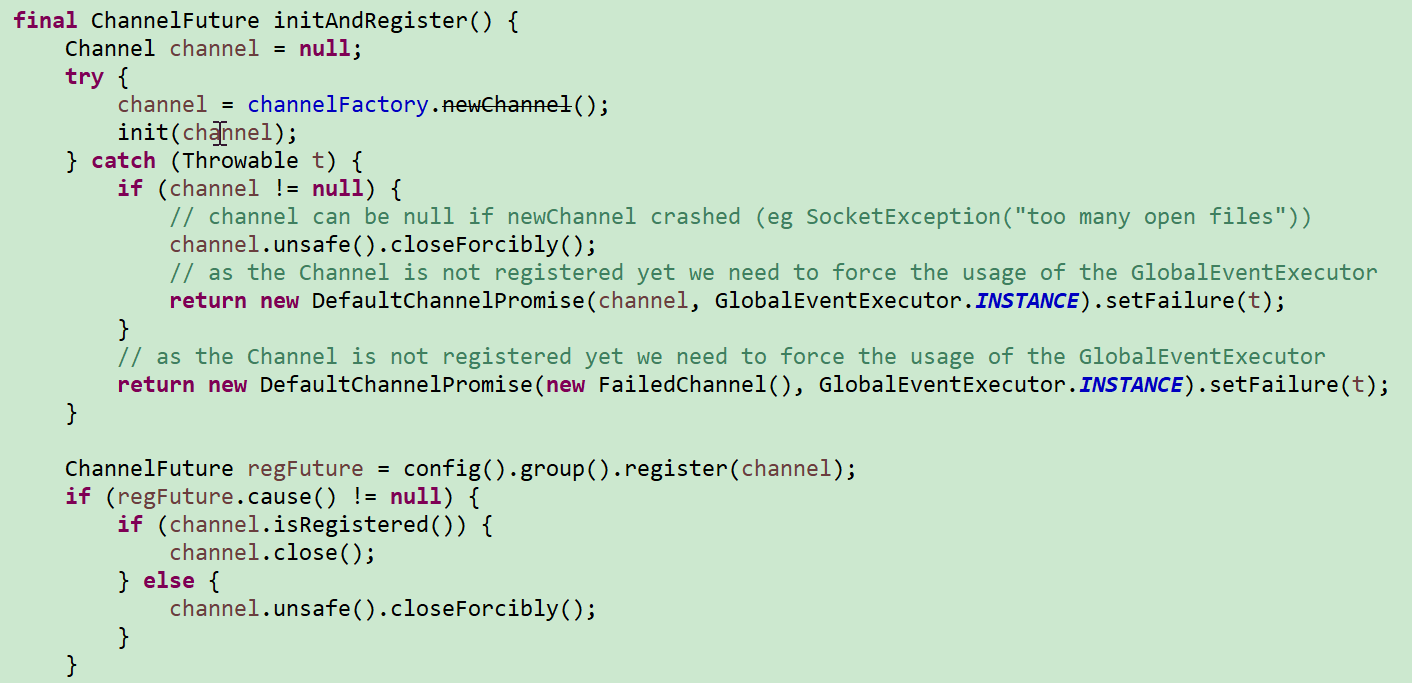 final ChannelFuture initAndRegister() {
    Channel channel = null;
    try {
        channel = channelFactory.newChannel();
        init(channel);
    } catch (Throwable t) {
        if (channel != null) {
            // channel can be null if newChannel crashed (eg SocketException("too many open files"))
            channel.unsafe().closeForcibly();
            // as the Channel is not registered yet we need to force the usage of the GlobalEventExecutor
            return new DefaultChannelPromise(channel, GlobalEventExecutor.INSTANCE).setFailure(t);
        }
        // as the Channel is not registered yet we need to force the usage of the GlobalEventExecutor
        return new DefaultChannelPromise(new FailedChannel(), GlobalEventExecutor.INSTANCE).setFailure(t);
    }

    ChannelFuture regFuture = config().group().register(channel);
    if (regFuture.cause() != null) {
        if (channel.isRegistered()) {
            channel.close();
        } else {
            channel.unsafe().closeForcibly();
        }
    }